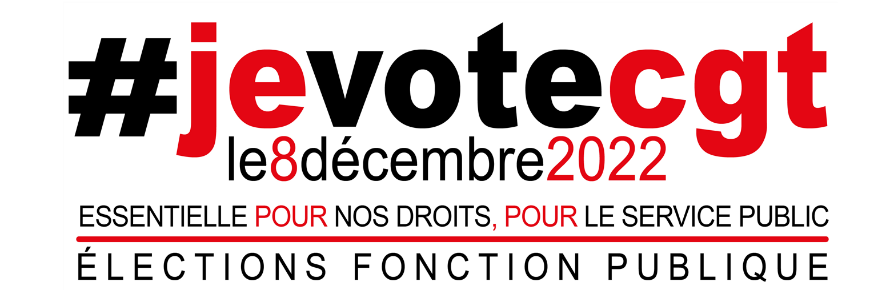 #jevotecgt
le8décembre2022
ESSENTIELLE POUR NOS DROITS, POUR LE SERVICE PUBLIC
ÉLECTIONS FONCTION PUBLIQUE